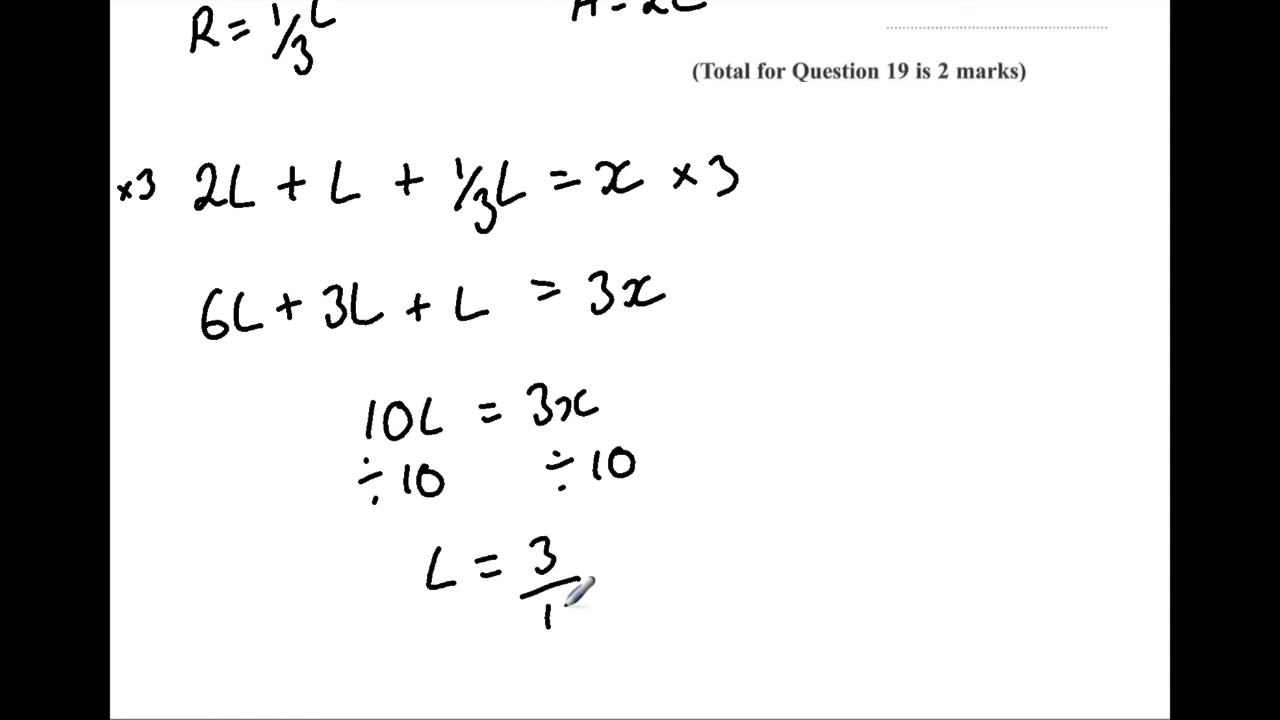 R = 1/3 L
(Total for Question 19 is 2 marks)
×3 2L + L + 1/3 L = x × 3
6L + 3L + L = 3x
10L = 3x
÷10 ÷10
L = 3/1